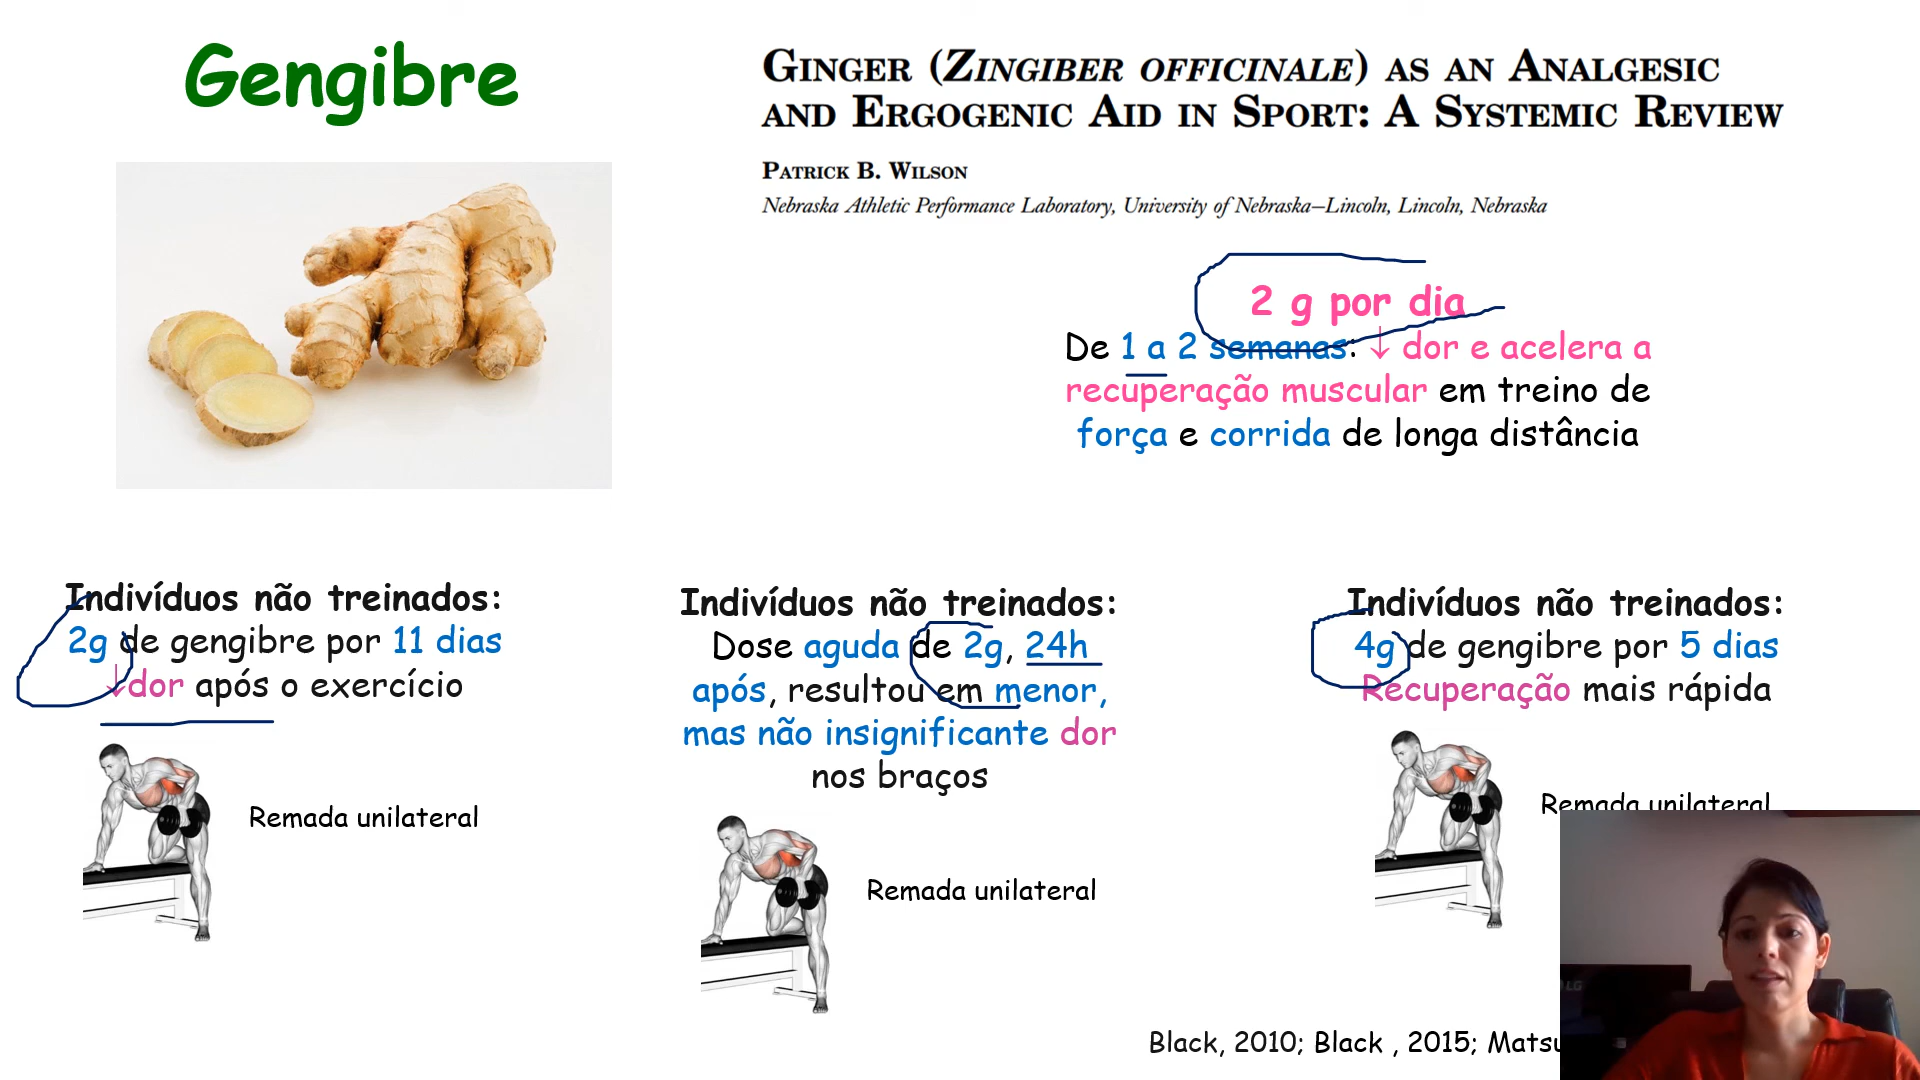 Gengibre
GINGER (ZINGIBER OFFICINALE) AS AN ANALGESIC
AND ERGOGENIC AID IN SPORT: A SYSTEMIC REVIEW
PATRICK B. WILSON
Nebraska Athletic Performance Laboratory, University of Nebraska–Lincoln, Lincoln, Nebraska
2 g por dia
De 1 a 2 semanas: ↓ dor e acelera a
recuperação muscular em treino de
força e corrida de longa distância
Indivíduos não treinados:
2g de gengibre por 11 dias
↓dor após o exercício
Remada unilateral
Indivíduos não treinados:
Dose aguda de 2g, 24h
após, resultou em menor,
mas não insignificante dor
nos braços
Remada unilateral
Indivíduos não treinados:
4g de gengibre por 5 dias
Recuperação mais rápida
Remada unilateral
Black, 2010; Black , 2015;
LG